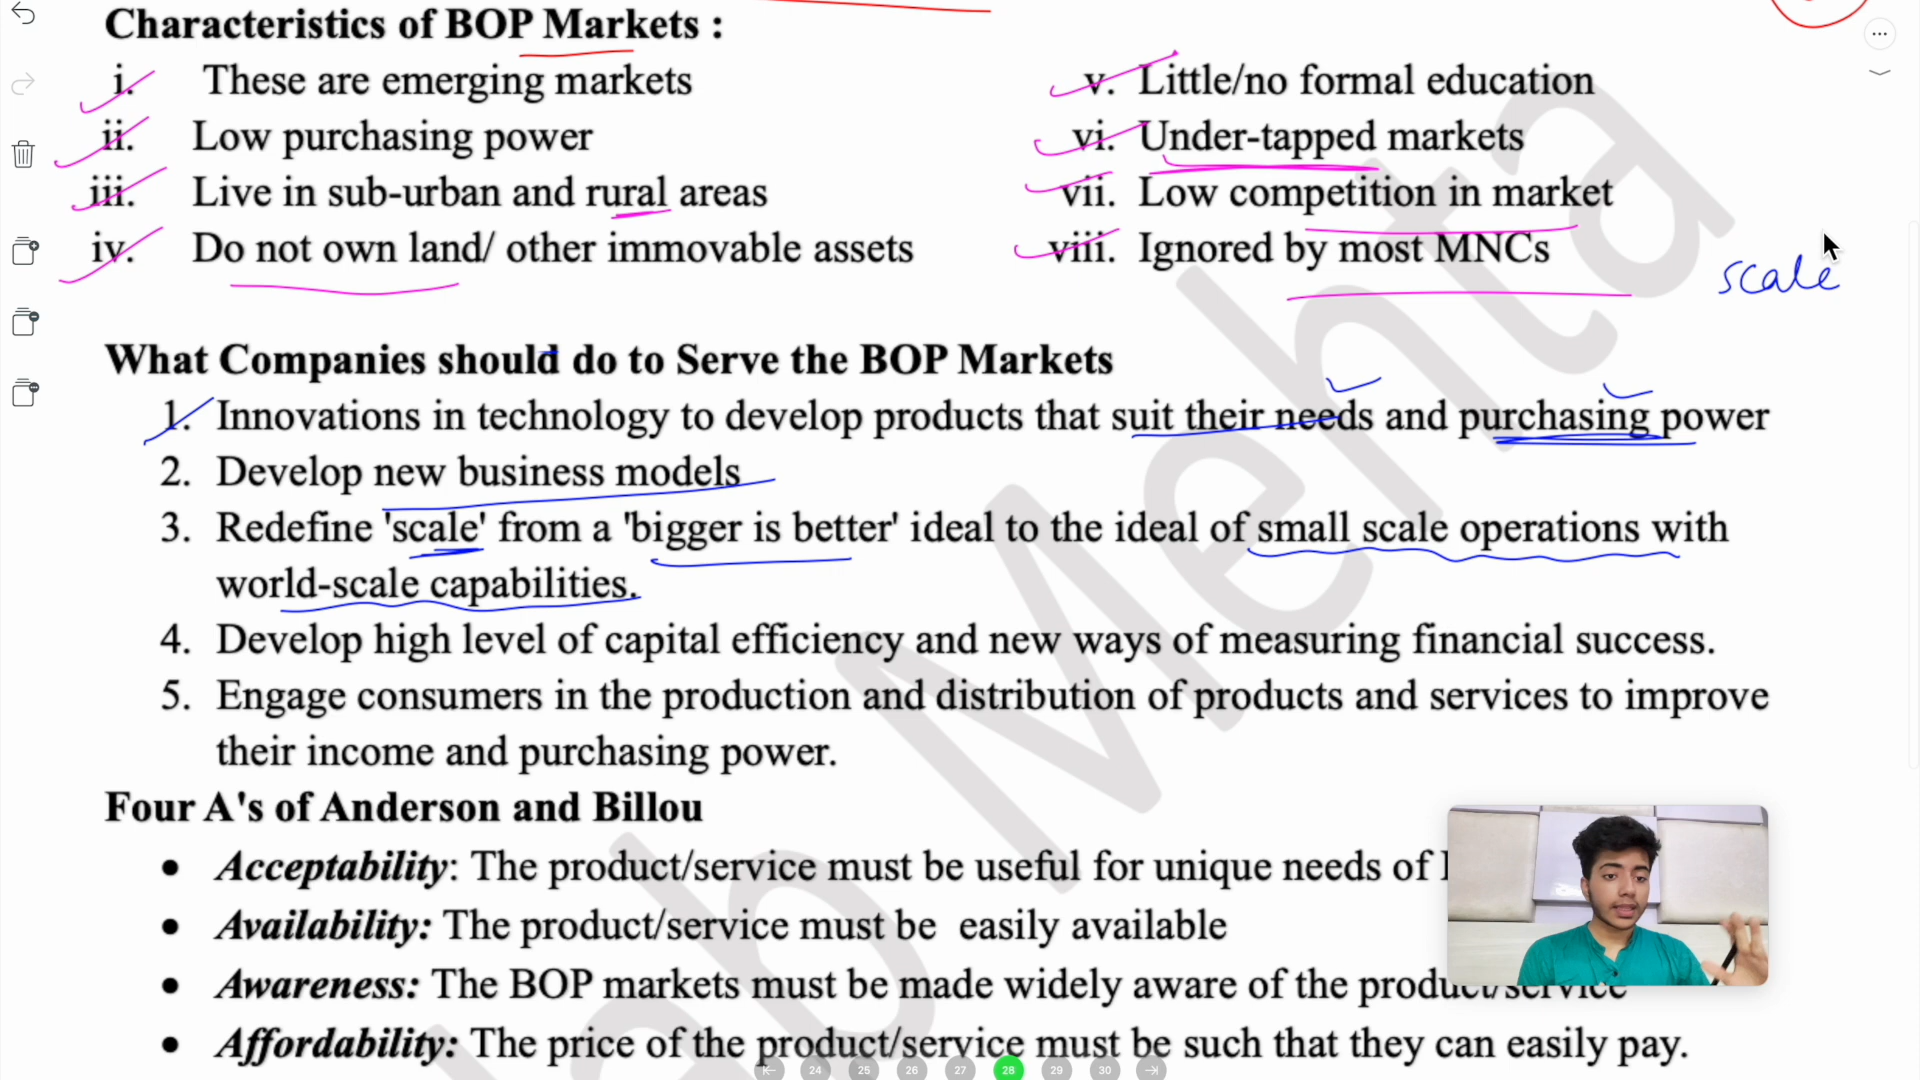 Characteristics of BOP Markets :
i. These are emerging markets
ii. Low purchasing power
iii. Live in sub-urban and rural areas
iv. Do not own land/ other immovable assets
v. Little/no formal education
vi. Under-tapped markets
vii. Low competition in market
viii. Ignored by most MNCs
scale
What Companies should do to Serve the BOP Markets
1. Innovations in technology to develop products that suit their needs and purchasing power
2. Develop new business models
3. Redefine 'scale' from a 'bigger is better' ideal to the ideal of small scale operations with
world-scale capabilities.
4. Develop high level of capital efficiency and new ways of measuring financial success.
5. Engage consumers in the production and distribution of products and services to improve
their income and purchasing power.
Four A's of Anderson and Billou
• Acceptability: The product/service must be useful for unique needs of
• Availability: The product/service must be easily available
• Awareness: The BOP markets must be made widely aware of the product/service
• Affordability: The price of the product/service must be such that they can easily pay.
24 25 26 27 28 29 30
Mehta